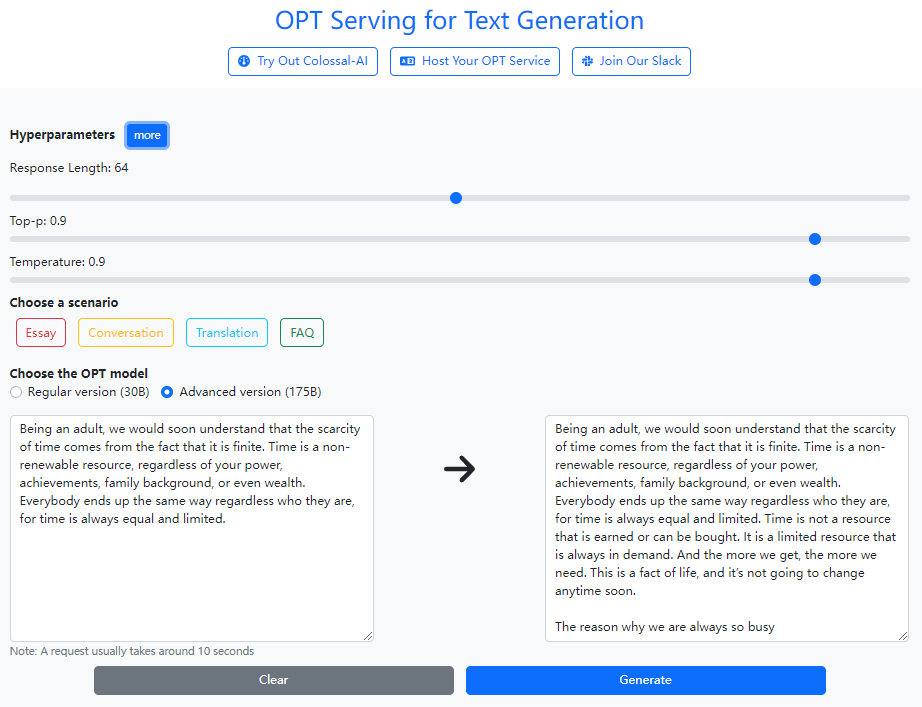 OPT Serving for Text Generation
Try Out Colossal-AI
Host Your OPT Service
Join Our Slack
Hyperparameters more
Response Length: 64
Top-p: 0.9
Temperature: 0.9
Choose a scenario
Essay
Conversation
Translation
FAQ
Choose the OPT model
Regular version (30B)
Advanced version (175B)
Being an adult, we would soon understand that the scarcity
of time comes from the fact that it is finite. Time is a non-
renewable resource, regardless of your power,
achievements, family background, or even wealth.
Everybody ends up the same way regardless who they are,
for time is always equal and limited.
Being an adult, we would soon understand that the scarcity
of time comes from the fact that it is finite. Time is a non-
renewable resource, regardless of your power,
achievements, family background, or even wealth.
Everybody ends up the same way regardless who they are,
for time is always equal and limited. Time is not a resource
that is earned or can be bought. It is a limited resource that
is always in demand. And the more we get, the more we
need. This is a fact of life, and it's not going to change
anytime soon.
The reason why we are always so busy
Note: A request usually takes around 10 seconds
Clear
Generate